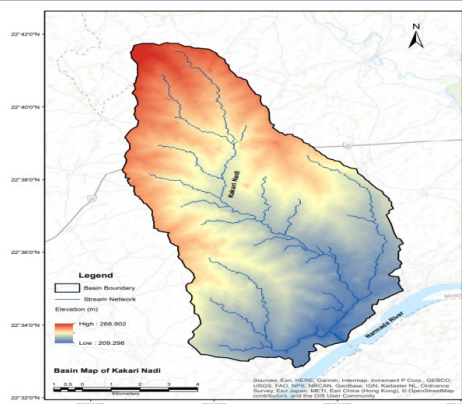 N
22°42'0"N
22°40'0"N
22°38'0"N
22°36'0"N
22°34'0"N
22°32'0"N
Kakari Nadi
Narmada River
Legend
Basin Boundary
Stream Network
Elevation (m)
High : 268.902
Low : 209.296
Basin Map of Kakari Nadi
1 0.5 0 1 2 3 4
Kilometers
Sources: Esri, HERE, Garmin, Intermap, increment P Corp., GEBCO,
USGS, FAO, NPS, NRCAN, GeoBase, IGN, Kadaster NL, Ordnance
Survey, Esri Japan, METI, Esri China (Hong Kong), © OpenStreetMap
contributors, and the GIS User Community